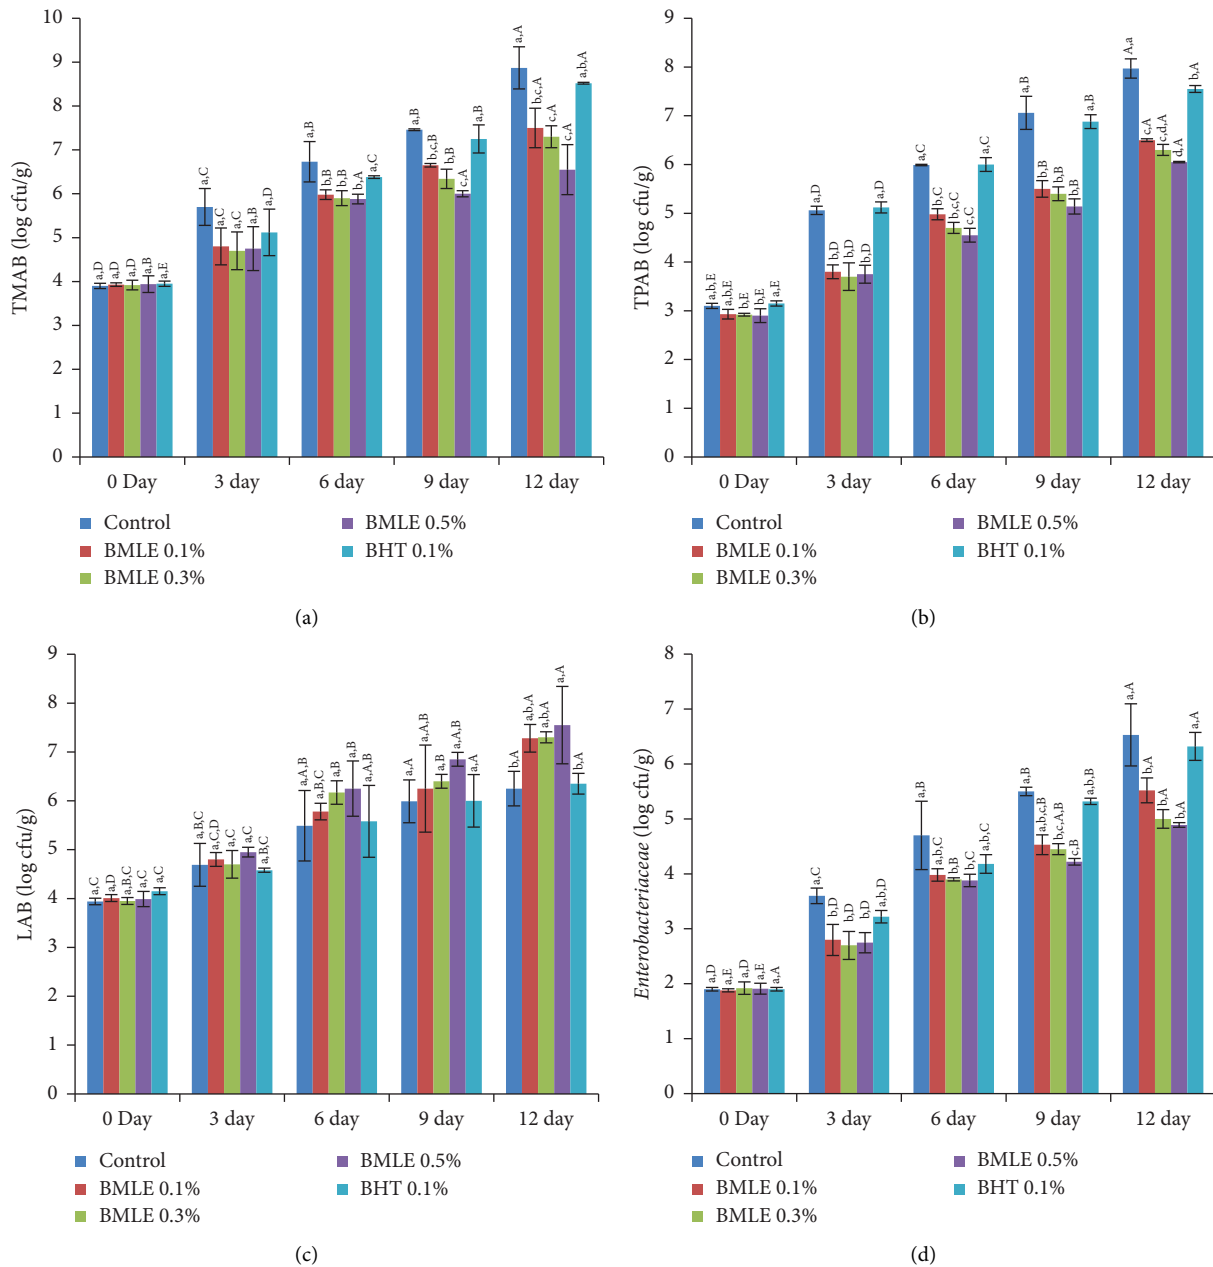 TMAB (log cfu/g)
10
9
8
7
6
5
4
3
2
1
0
a,D
a,D
a,D
a,B
a,E
a,C
a,C
a,C
a,B
a,D
a,B
b,B
b,B
b,A
a,C
a,B
b,c,B
b,B
c,A
a,B
a,A
b,c,A
c,A
c,A
a,b,A
0 Day
3 day
6 day
9 day
12 day
Control
BMLE 0.1%
BMLE 0.3%
BMLE 0.5%
BHT 0.1%
(a)
TPAB (log cfu/g)
9
8
7
6
5
4
3
2
1
0
a,b,E
a,b,E
b,E
b,E
a,E
a,D
b,D
b,D
b,D
a,D
a,C
b,C
b,c,C
c,C
a,C
a,B
b,B
b,B
b,B
a,B
A,a
c,A
c,d,A
d,A
b,A
0 Day
3 day
6 day
9 day
12 day
Control
BMLE 0.1%
BMLE 0.3%
BMLE 0.5%
BHT 0.1%
(b)
LAB (log cfu/g)
9
8
7
6
5
4
3
2
1
0
a,C
a,D
a,B,C
a,C
a,C
a,B,C
a,C,D
a,C
a,C
a,B,C
a,A,B
a,B,C
a,B
a,B
a,A,B
a,A
a,A,B
a,B
a,A,B
a,A
b,A
a,b,A
a,b,A
a,A
b,A
0 Day
3 day
6 day
9 day
12 day
Control
BMLE 0.1%
BMLE 0.3%
BMLE 0.5%
BHT 0.1%
(c)
Enterobacteriaceae (log cfu/g)
8
7
6
5
4
3
2
1
0
a,D
a,E
a,D
a,E
a,A
a,C
b,D
b,D
b,D
a,b,D
a,B
a,b,C
b,B
b,C
a,b,C
a,B
a,b,c,B
b,c,A,B
c,B
a,b,B
a,A
b,A
b,A
b,A
a,A
0 Day
3 day
6 day
9 day
12 day
Control
BMLE 0.1%
BMLE 0.3%
BMLE 0.5%
BHT 0.1%
(d)